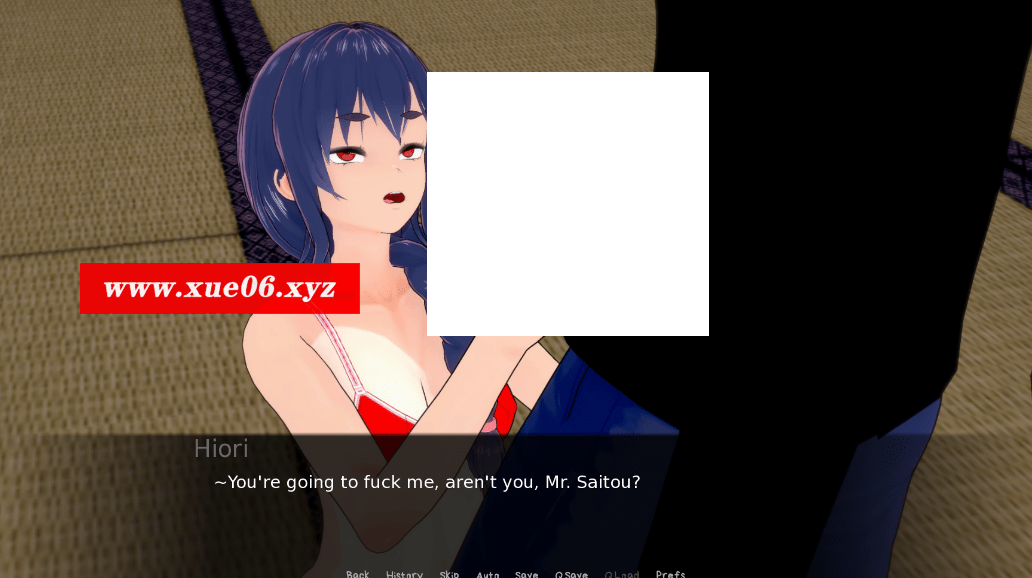 www.xue06.xyz
Hiori
~You're going to fuck me, aren't you, Mr. Saitou?
Back History Skip Auto Save Q.Save Q.Load Prefs